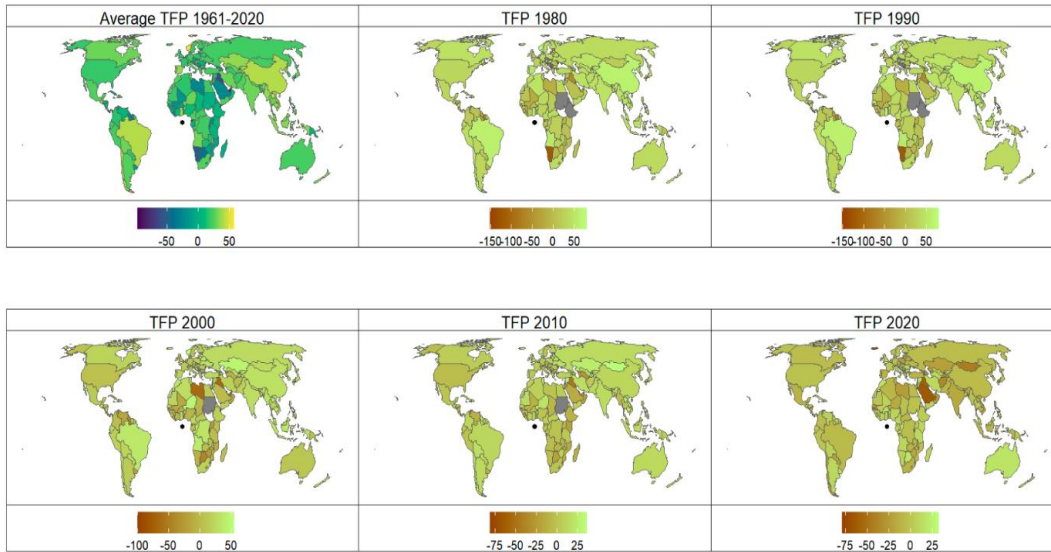 Average TFP 1961-2020
TFP 1980
TFP 1990
-50 0 50
-150-100 -50 0 50
-150-100 -50 0 50
TFP 2000
TFP 2010
TFP 2020
-100 -50 0 50
-75 -50 -25 0 25
-75 -50 -25 0 25